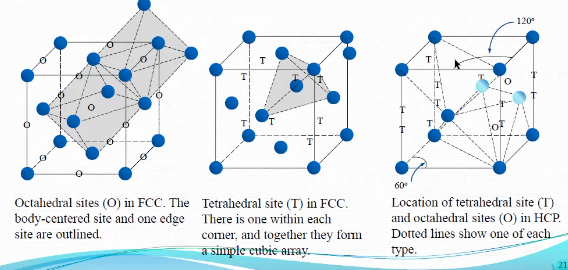 120°
O
O
O
O
O
O
O
O
O
O
O
T
T
T
T
T
T
T
T
T
T
T
O
T
T
T
T
T
O
T
T
60°
Octahedral sites (O) in FCC. The
body-centered site and one edge
site are outlined.
Tetrahedral site (T) in FCC.
There is one within each
corner, and together they form
a simple cubic array.
Location of tetrahedral site (T)
and octahedral sites (O) in HCP.
Dotted lines show one of each
type.
21